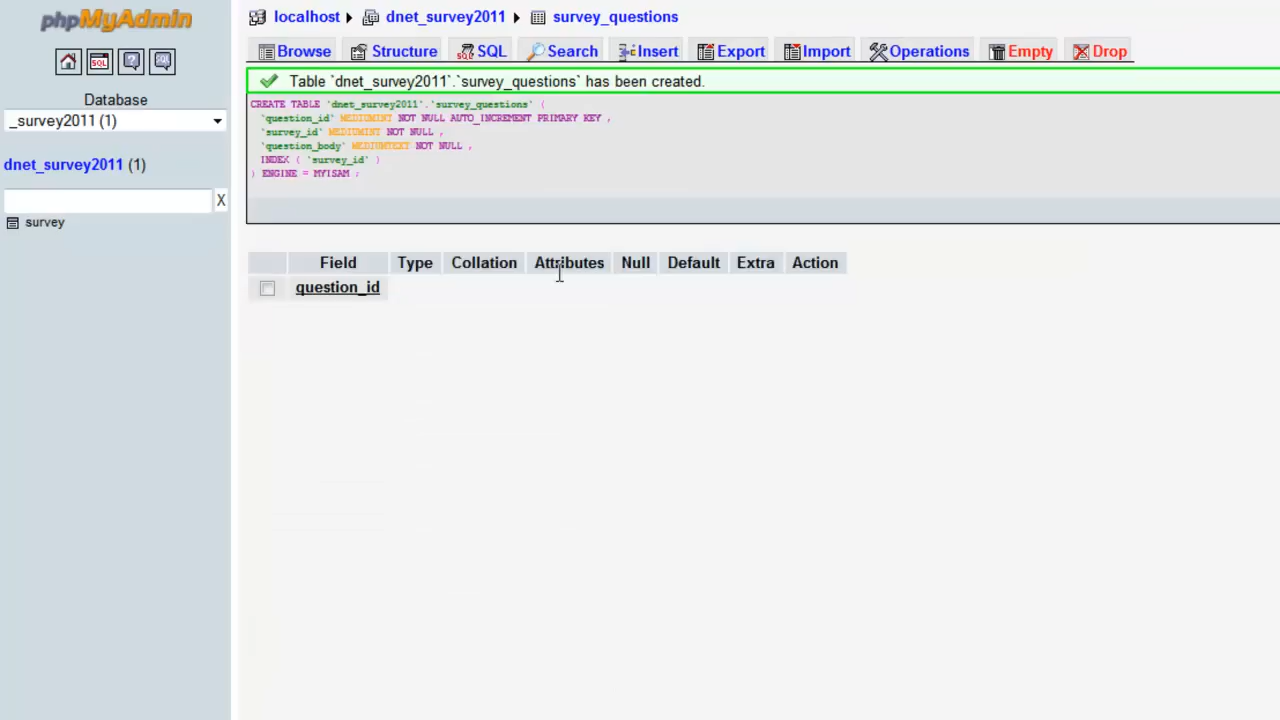 phpMyAdmin
localhost ▶ dnet_survey2011 ▶ survey_questions
Browse Structure SQL Search Insert Export Import Operations Empty Drop
SQL
Database
_survey2011 (1)
dnet_survey2011 (1)
X
survey
Table `dnet_survey2011`.`survey_questions` has been created.
CREATE TABLE `dnet_survey2011`.`survey_questions` (
`question_id` MEDIUMINT NOT NULL AUTO_INCREMENT PRIMARY KEY ,
`survey_id` MEDIUMINT NOT NULL ,
`question_body` MEDIUMTEXT NOT NULL ,
INDEX ( `survey_id` )
) ENGINE = MYISAM ;
Field Type Collation Attributes Null Default Extra Action
question_id